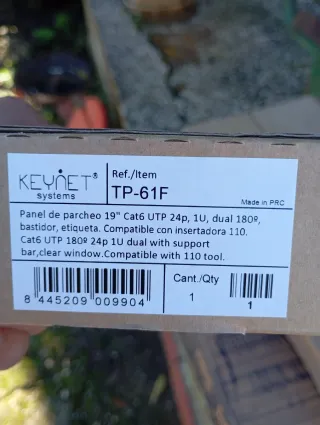 KEYNET®
systems
Ref./Item
TP-61F
Made in PRC
Panel de parcheo 19" Cat6 UTP 24p, 1U, dual 180º,
bastidor, etiqueta. Compatible con insertadora 110.
Cat6 UTP 180º 24p 1U dual with support
bar,clear window.Compatible with 110 tool.
8 445209 009904
Cant./Qty
1
1